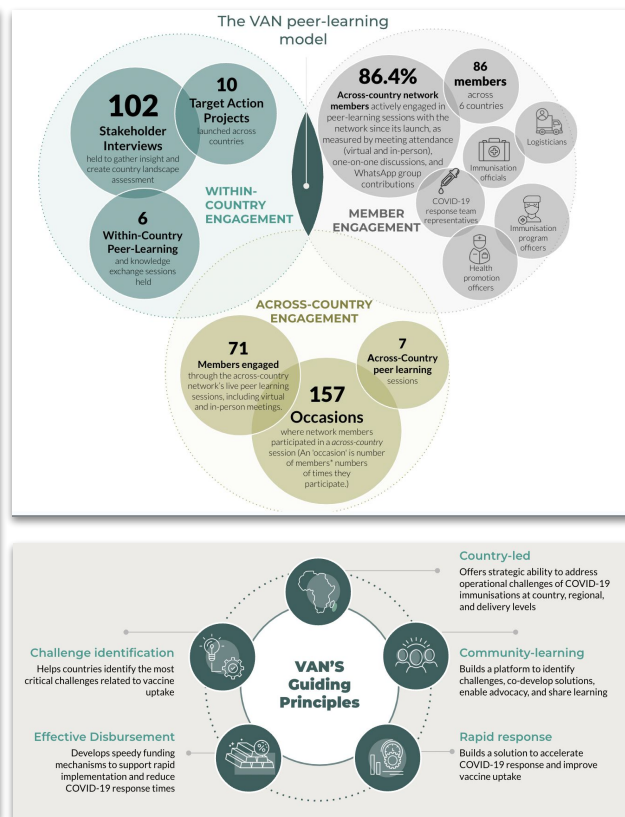 The VAN peer-learning
model
102
Stakeholder
Interviews
held to gather insight and
create country landscape
assessment
10
Target Action
Projects
launched across
countries
6
Within-Country
Peer-Learning
and knowledge
exchange sessions
held
WITHIN-
COUNTRY
ENGAGEMENT
86.4%
Across-country network
members actively engaged in
peer-learning sessions with the
network since its launch, as
measured by meeting attendance
(virtual and in-person),
one-on-one discussions, and
WhatsApp group
contributions
86
members
across
6 countries
Logisticians
Immunisation
officials
COVID-19
response team
representatives
Immunisation
program
officers
Health
promotion
officers
MEMBER
ENGAGEMENT
ACROSS-COUNTRY
ENGAGEMENT
71
Members engaged
through the across-country
network's live peer learning
sessions, including virtual
and in-person meetings.
7
Across-Country
peer learning
sessions
157
Occasions
where network members
participated in a across-country
session (An 'occasion' is number
of members* numbers
of times they
participate.)
VAN'S
Guiding
Principles
Country-led
Offers strategic ability to address
operational challenges of COVID-19
immunisations at country, regional,
and delivery levels
Challenge identification
Helps countries identify the most
critical challenges related to vaccine
uptake
Community-learning
Builds a platform to identify
challenges, co-develop solutions,
enable advocacy, and share learning
Effective Disbursement
Develops speedy funding
mechanisms to support rapid
implementation and reduce
COVID-19 response times
Rapid response
Builds a solution to accelerate
COVID-19 response and improve
vaccine uptake